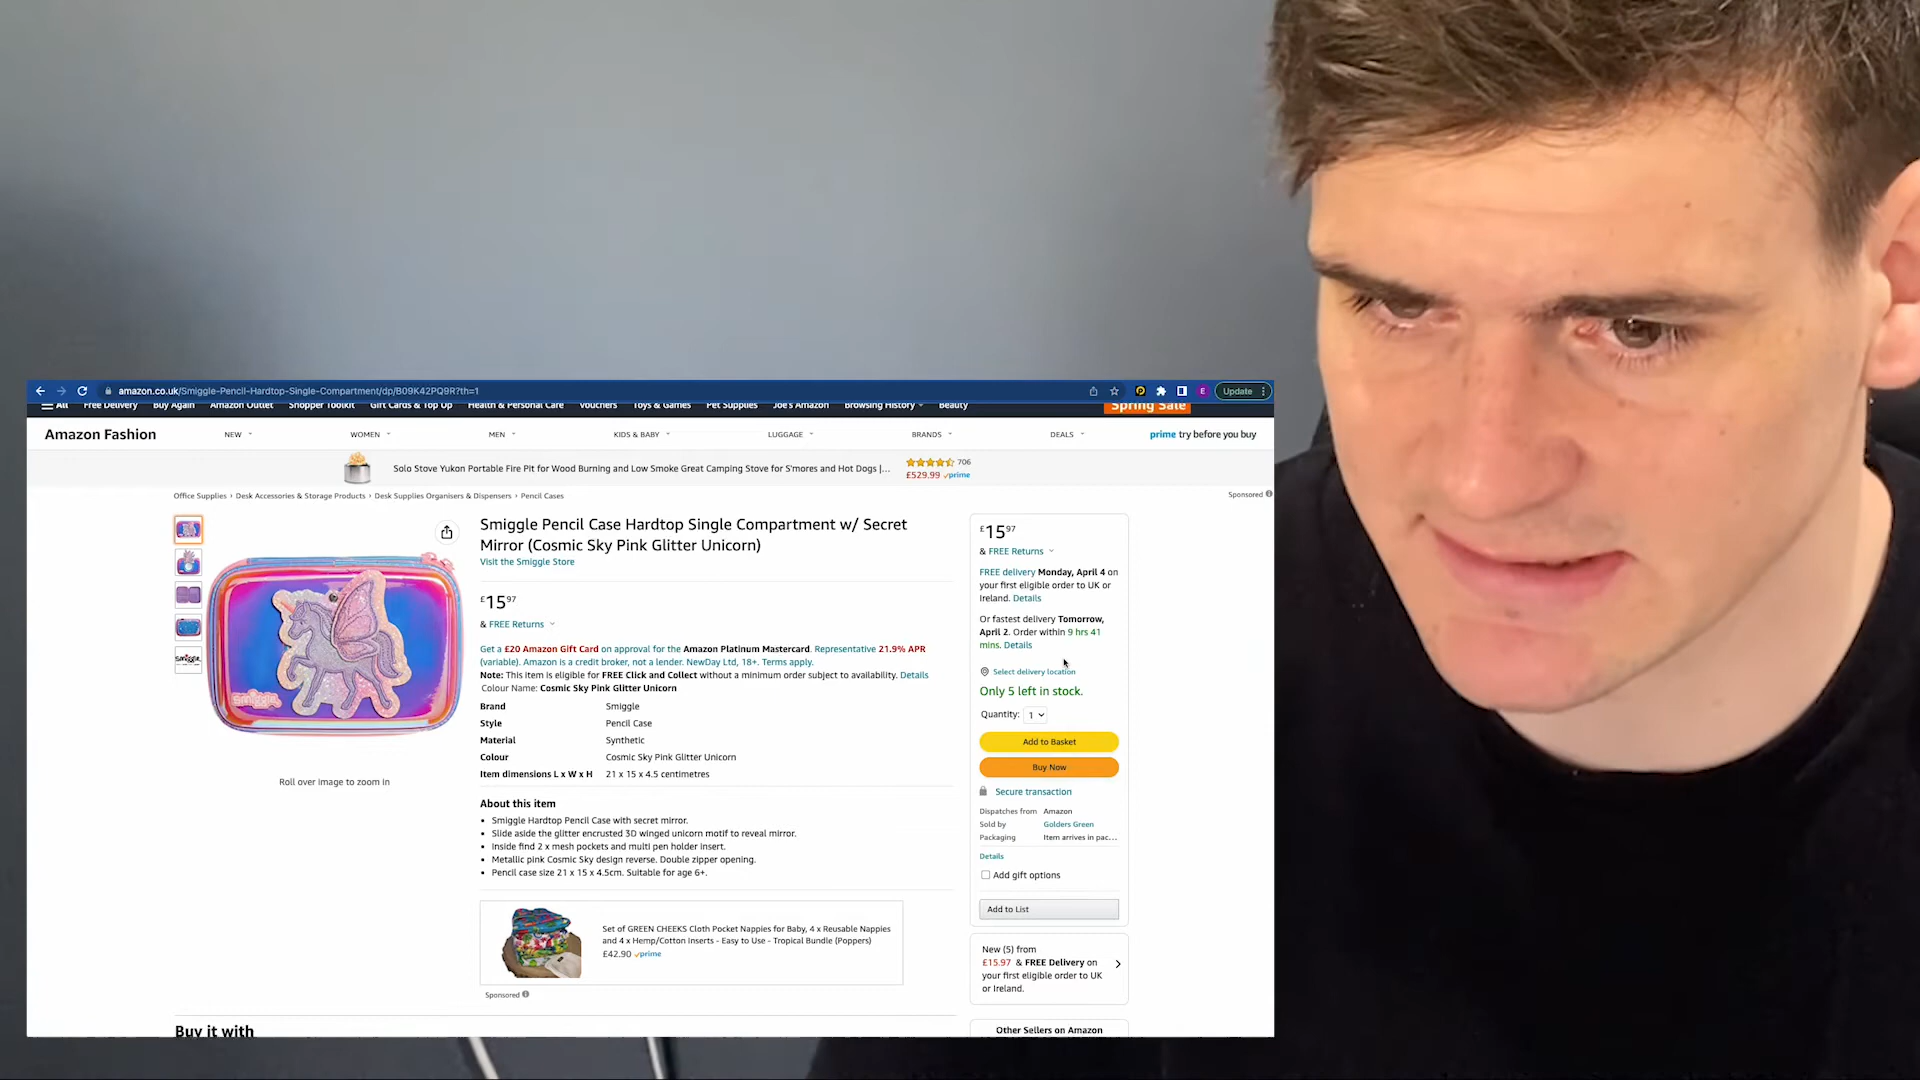 amazon.co.uk/Smiggle-Pencil-Hardtop-Single-Compartment/dp/B09K42PQ9R?th=1
E
Update
All Free Delivery Buy Again Amazon Outlet Shopper Toolkit Gift Cards & Top Up Health & Personal Care Vouchers Toys & Games Pet Supplies Joe's Amazon Browsing History Beauty
Spring Sale
Amazon Fashion NEW WOMEN MEN KIDS & BABY LUGGAGE BRANDS DEALS prime try before you buy
Solo Stove Yukon Portable Fire Pit for Wood Burning and Low Smoke Great Camping Stove for S'mores and Hot Dogs |...
706
£529.99 prime
Sponsored
Office Supplies › Desk Accessories & Storage Products › Desk Supplies Organisers & Dispensers › Pencil Cases
smiggle
smiggle
Roll over image to zoom in
Smiggle Pencil Case Hardtop Single Compartment w/ Secret
Mirror (Cosmic Sky Pink Glitter Unicorn)
Visit the Smiggle Store
£1597
& FREE Returns
Get a £20 Amazon Gift Card on approval for the Amazon Platinum Mastercard. Representative 21.9% APR
(variable). Amazon is a credit broker, not a lender. NewDay Ltd, 18+. Terms apply.
Note: This item is eligible for FREE Click and Collect without a minimum order subject to availability. Details
Colour Name: Cosmic Sky Pink Glitter Unicorn
Brand Smiggle
Style Pencil Case
Material Synthetic
Colour Cosmic Sky Pink Glitter Unicorn
Item dimensions L x W x H 21 x 15 x 4.5 centimetres
About this item
• Smiggle Hardtop Pencil Case with secret mirror.
• Slide aside the glitter encrusted 3D winged unicorn motif to reveal mirror.
• Inside find 2 x mesh pockets and multi pen holder insert.
• Metallic pink Cosmic Sky design reverse. Double zipper opening.
• Pencil case size 21 x 15 x 4.5cm. Suitable for age 6+.
Set of GREEN CHEEKS Cloth Pocket Nappies for Baby, 4 x Reusable Nappies
and 4 x Hemp/Cotton Inserts - Easy to Use - Tropical Bundle (Poppers)
£42.90 prime
Sponsored
Buy it with
£1597
& FREE Returns
FREE delivery Monday, April 4 on
your first eligible order to UK or
Ireland. Details
Or fastest delivery Tomorrow,
April 2. Order within 9 hrs 41
mins. Details
Select delivery location
Only 5 left in stock.
Quantity: 1
Add to Basket
Buy Now
Secure transaction
Dispatches from Amazon
Sold by Golders Green
Packaging Item arrives in pac...
Details
Add gift options
Add to List
New (5) from
£15.97 & FREE Delivery on
your first eligible order to UK
or Ireland.
Other Sellers on Amazon